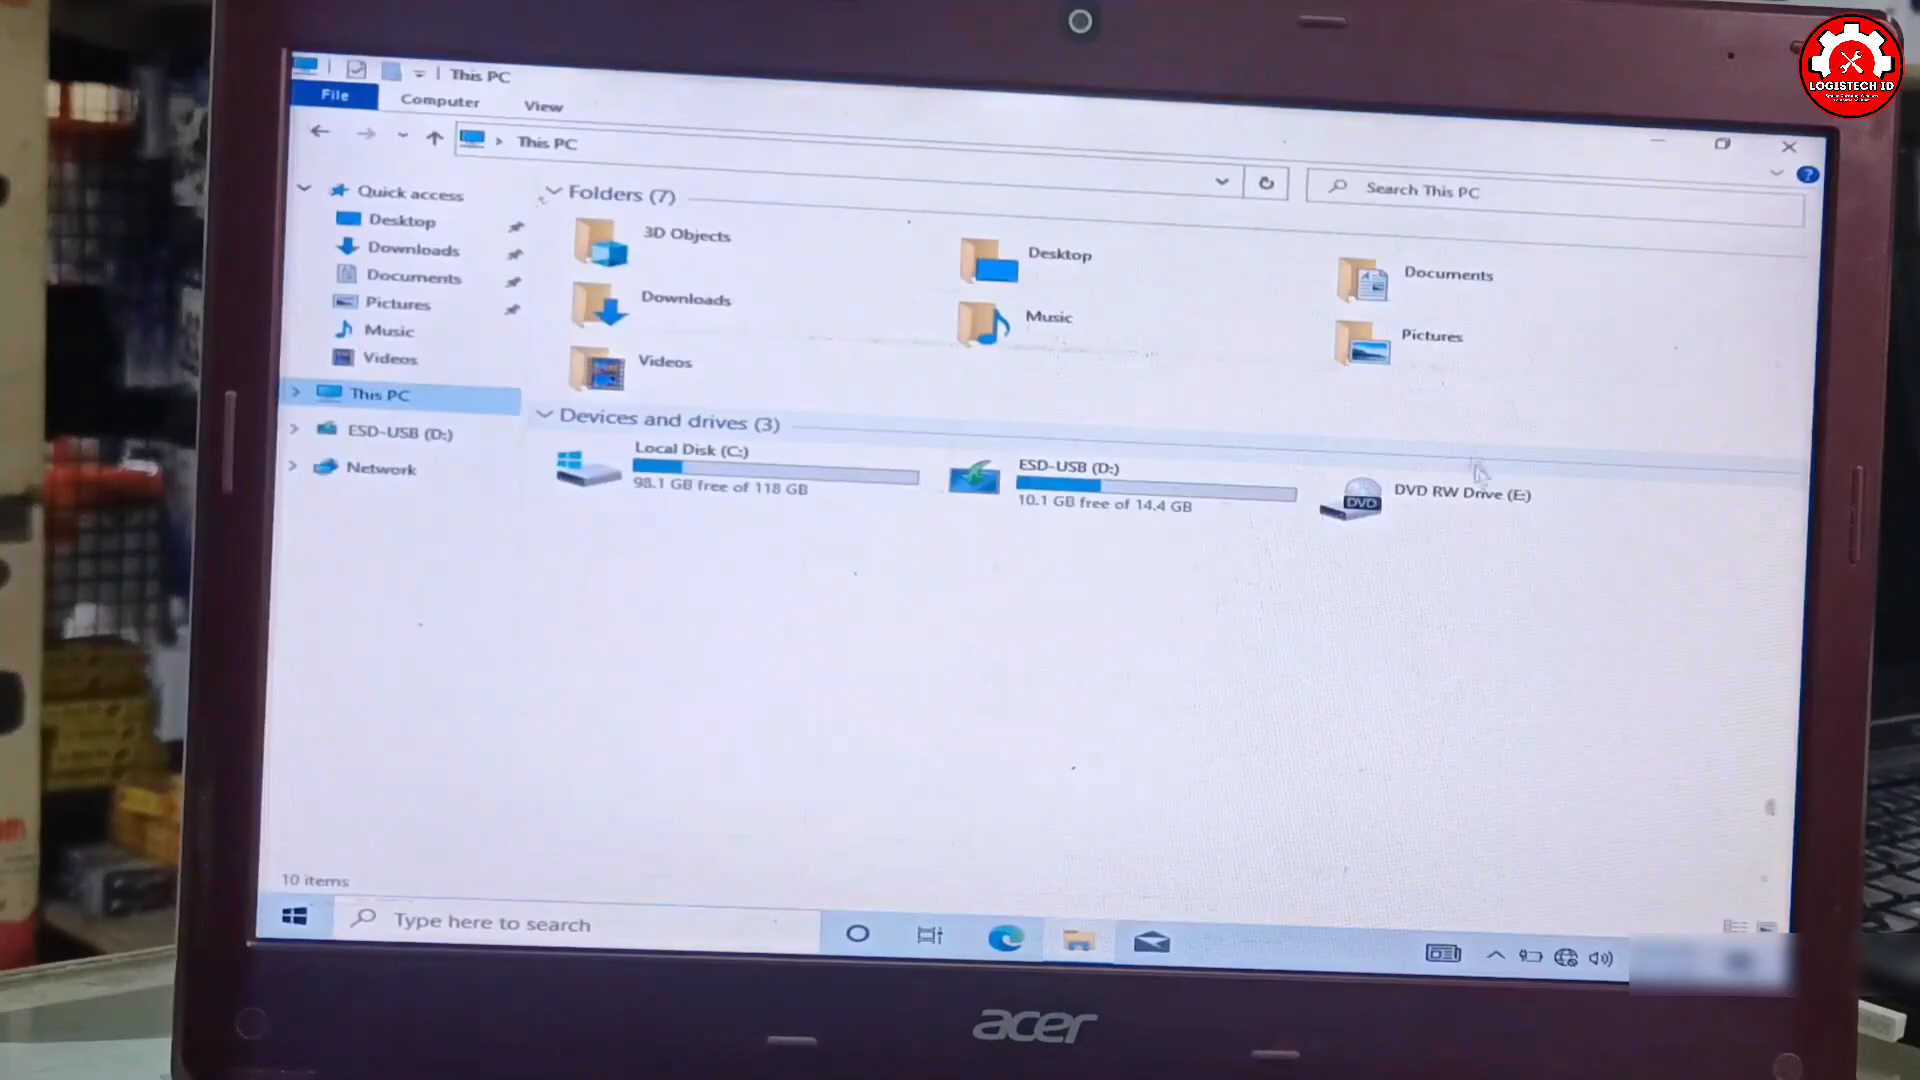 LOGISTECH ID
This PC
File
Computer
View
This PC
Search This PC
Quick access
Desktop
Downloads
Documents
Pictures
Music
Videos
This PC
ESD-USB (D:)
Network
Folders (7)
3D Objects
Desktop
Documents
Downloads
Music
Pictures
Videos
Devices and drives (3)
Local Disk (C:)
98.1 GB free of 118 GB
ESD-USB (D:)
10.1 GB free of 14.4 GB
DVD
DVD RW Drive (E:)
10 items
Type here to search
acer